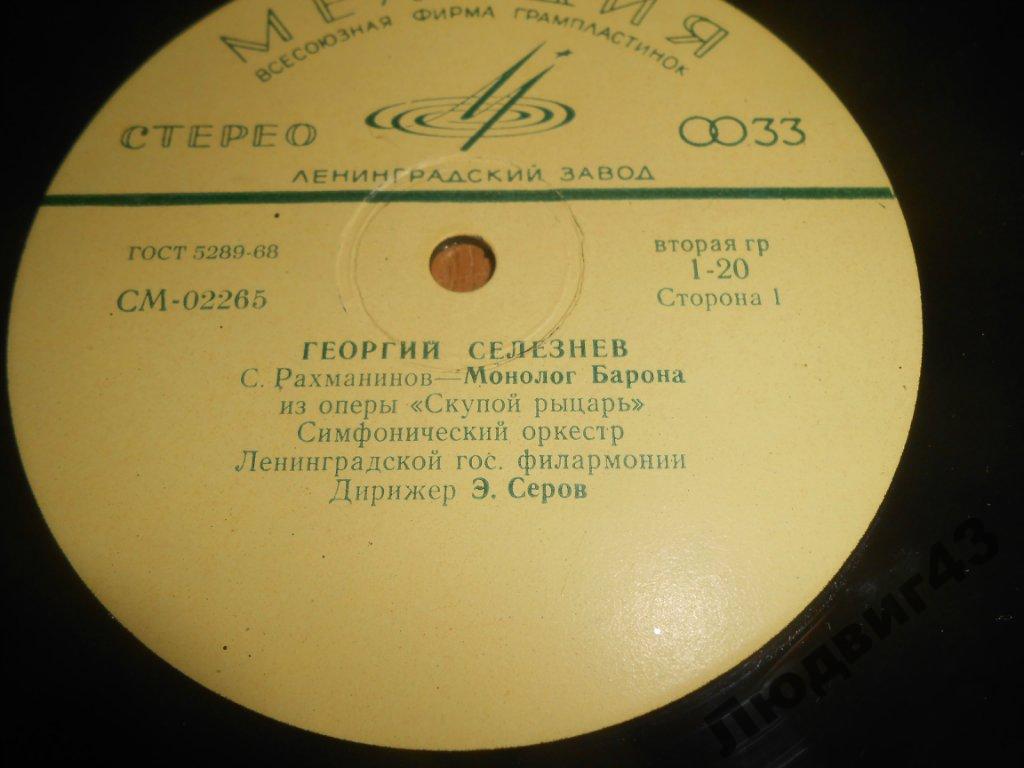 МЕЛОДИЯ
ВСЕСОЮЗНАЯ ФИРМА ГРАМПЛАСТИНОК
СТЕРЕО
33
ЛЕНИНГРАДСКИЙ ЗАВОД
ГОСТ 5289-68
СМ-02265
вторая гр
1-20
Сторона 1
ГЕОРГИЙ СЕЛЕЗНЕВ
С. Рахманинов—Монолог Барона
из оперы «Скупой рыцарь»
Симфонический оркестр
Ленинградской гос. филармонии
Дирижер Э. Серов
Людвиг43